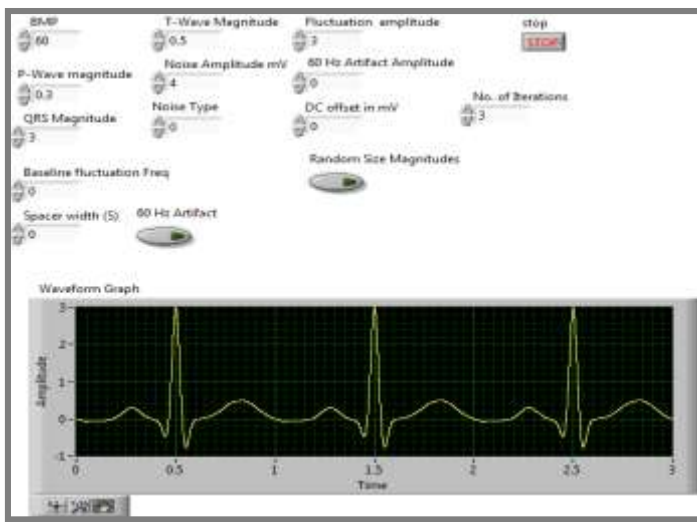 BMP
60
T-Wave Magnitude
0.5
Fluctuation amplitude
3
stop
STOP
P-Wave magnitude
0.3
Noise Amplitude mV
4
60 Hz Artifact Amplitude
0
No. of Iterations
3
QRS Magnitude
3
Noise Type
0
DC offset in mV
0
Random Size Magnitudes
Baseline fluctuation Freq
0
Spacer width (S)
0
60 Hz Artifact
Waveform Graph
Amplitude
3
2
1
0
-1
0
0.5
1
1.5
2
2.5
3
Time